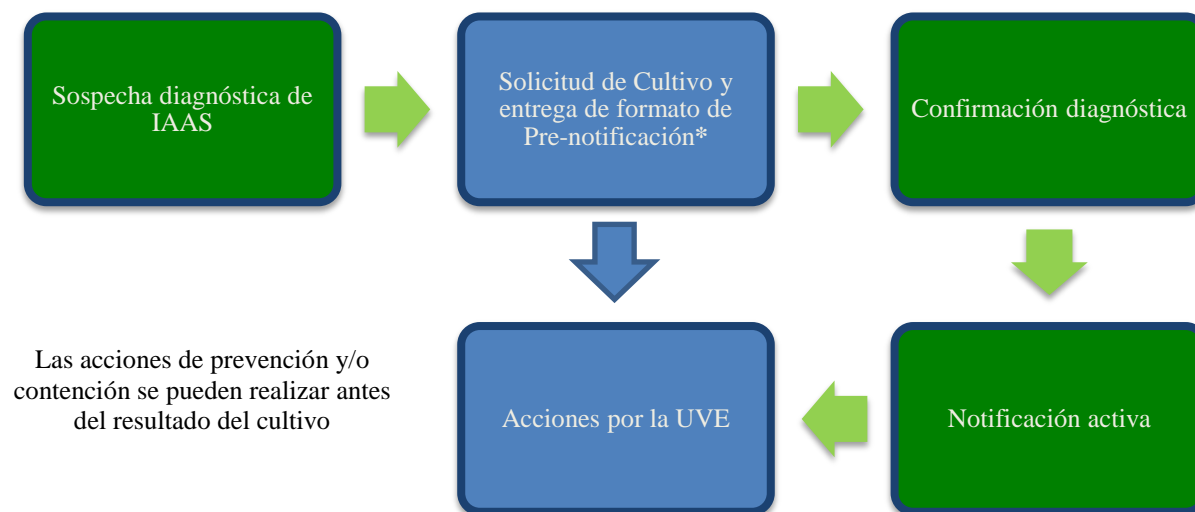 Sospecha diagnóstica de
IAAS
Solicitud de Cultivo y
entrega de formato de
Pre-notificación*
Confirmación diagnóstica
Las acciones de prevención y/o
contención se pueden realizar antes
del resultado del cultivo
Acciones por la UVE
Notificación activa